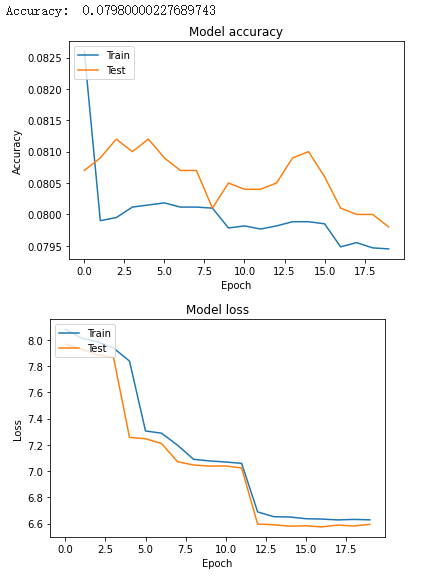 Accuracy: 0.07980000227689743
Model accuracy
Train
Test
0.0825
0.0820
0.0815
0.0810
0.0805
0.0800
0.0795
Accuracy
0.0 2.5 5.0 7.5 10.0 12.5 15.0 17.5
Epoch
Model loss
Train
Test
8.0
7.8
7.6
7.4
7.2
7.0
6.8
6.6
Loss
0.0 2.5 5.0 7.5 10.0 12.5 15.0 17.5
Epoch